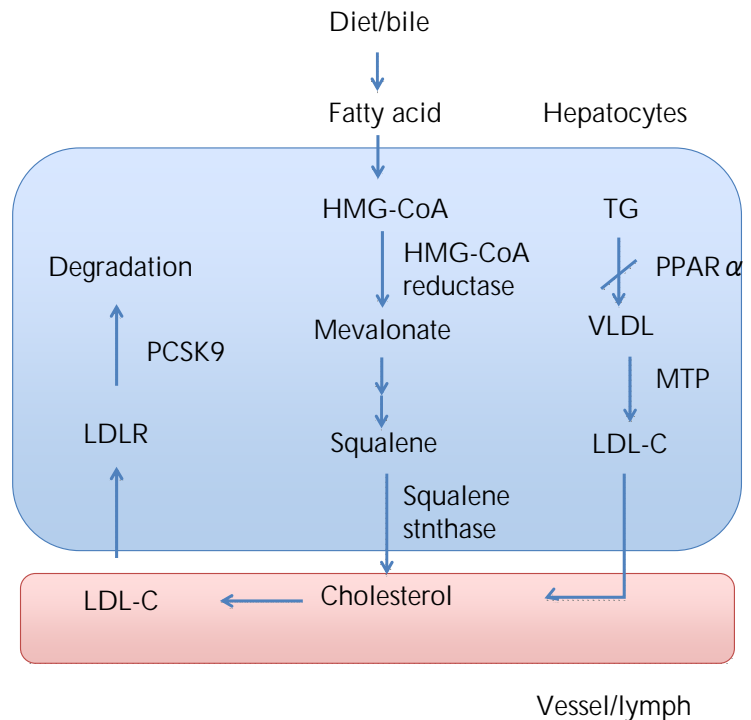 Diet/bile
Fatty acid
Hepatocytes
HMG-CoA
TG
HMG-CoA
reductase
Degradation
PPARα
Mevalonate
VLDL
PCSK9
MTP
LDLR
Squalene
LDL-C
Squalene
stnthase
LDL-C
Cholesterol
Vessel/lymph